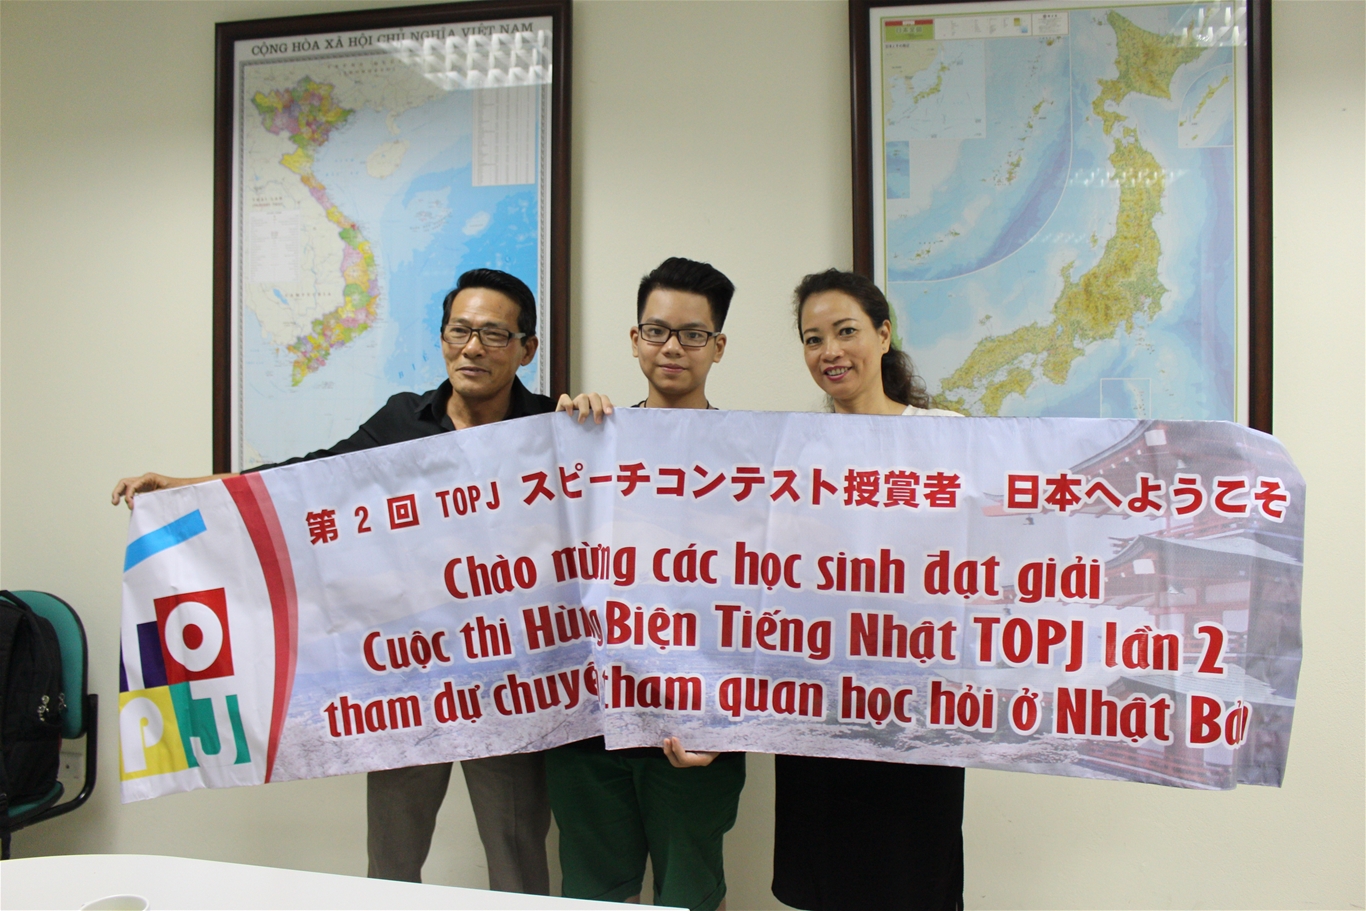 CỘNG HÒA XÃ HỘI CHỦ NGHĨA VIỆT NAM
第2回 TOPJ スピーチコンテスト授賞者 日本へようこそ
Chào mừng các học sinh đạt giải
Cuộc thi Hùng Biện Tiếng Nhật TOPJ lần 2
tham dự chuyế tham quan học hỏi ở Nhật Bản
TOPJ